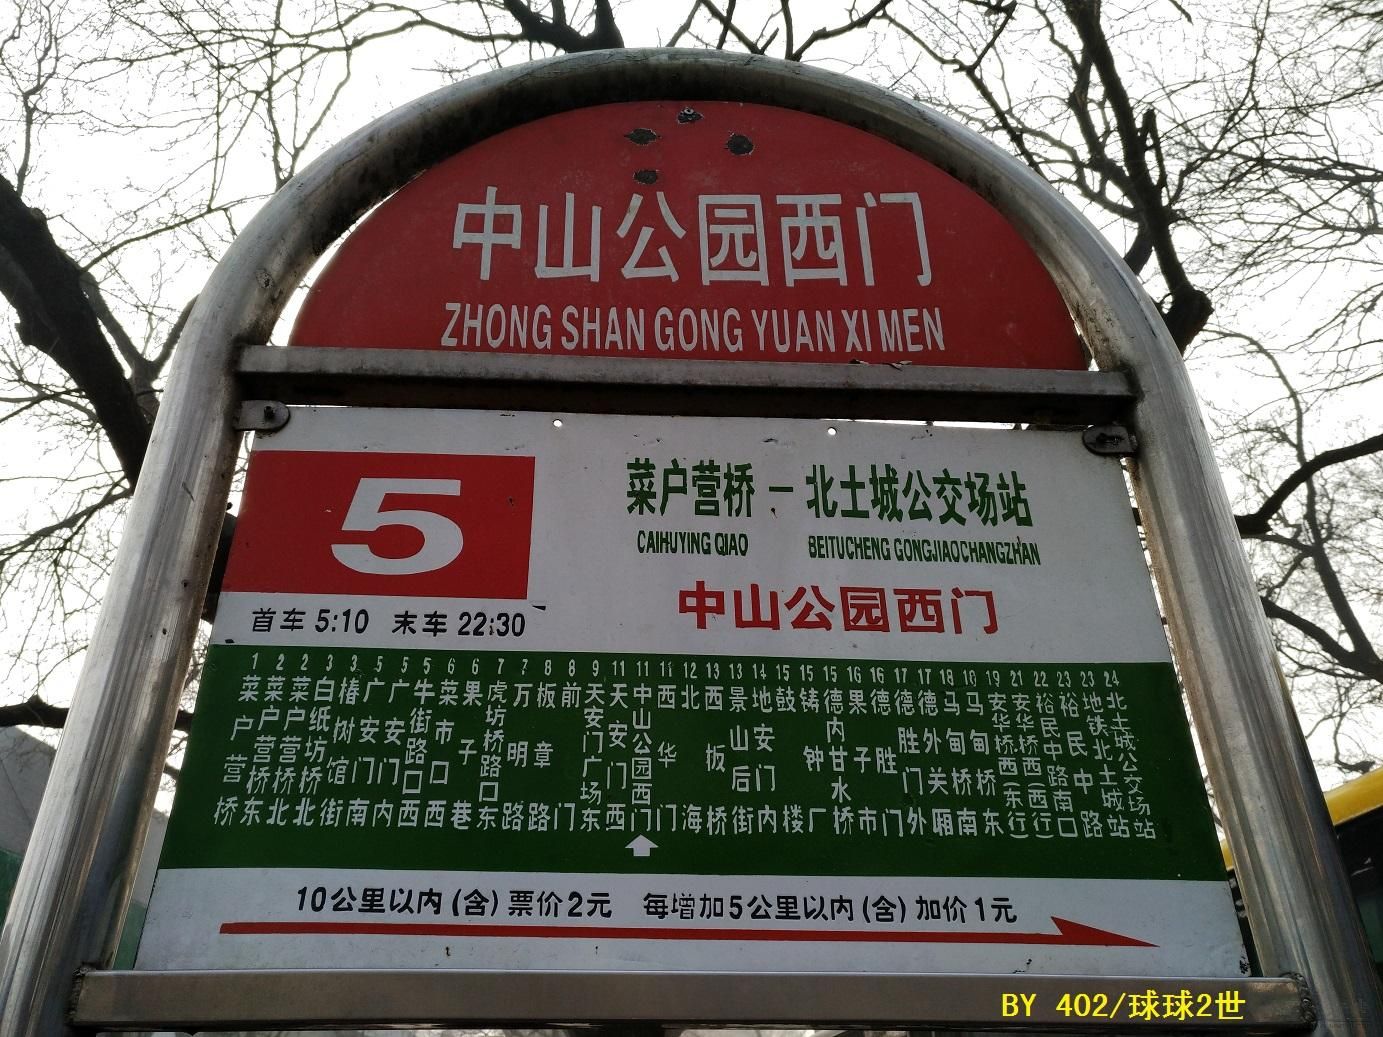 中山公园西门
ZHONG SHAN GONG YUAN XI MEN
5
菜户营桥 — 北土城公交场站
CAIHUYING QIAO BEITUCHENG GONGJIAOCHANGZHAN
中山公园西门
首车 5:10 末车 22:30
1 菜户营桥
2 菜户营桥东
2 菜户营桥北
3 白纸坊桥北
3 椿树馆街
5 广安门南
5 广安门内
5 牛街路口西
6 菜市口西
6 果子巷
7 虎坊桥路口东
7 万明路
8 板章路
8 前门
9 天安门广场东
11 天安门西
11 中山公园西门
11 西华门
12 北海
13 西板桥
13 景山后街
14 地安门内
15 鼓楼
15 铸钟厂
15 德内甘水桥
16 果子市
16 德胜门
17 德胜门外
17 德外关厢
18 马甸桥南
18 马甸桥东
19 安华桥西(东行)
21 安华桥西(西行)
22 裕民中路南口
23 裕民中路
23 地铁北土城站
24 北土城公交场站
10公里以内(含)票价2元 每增加5公里以内(含)加价1元
BY 402/球球2世